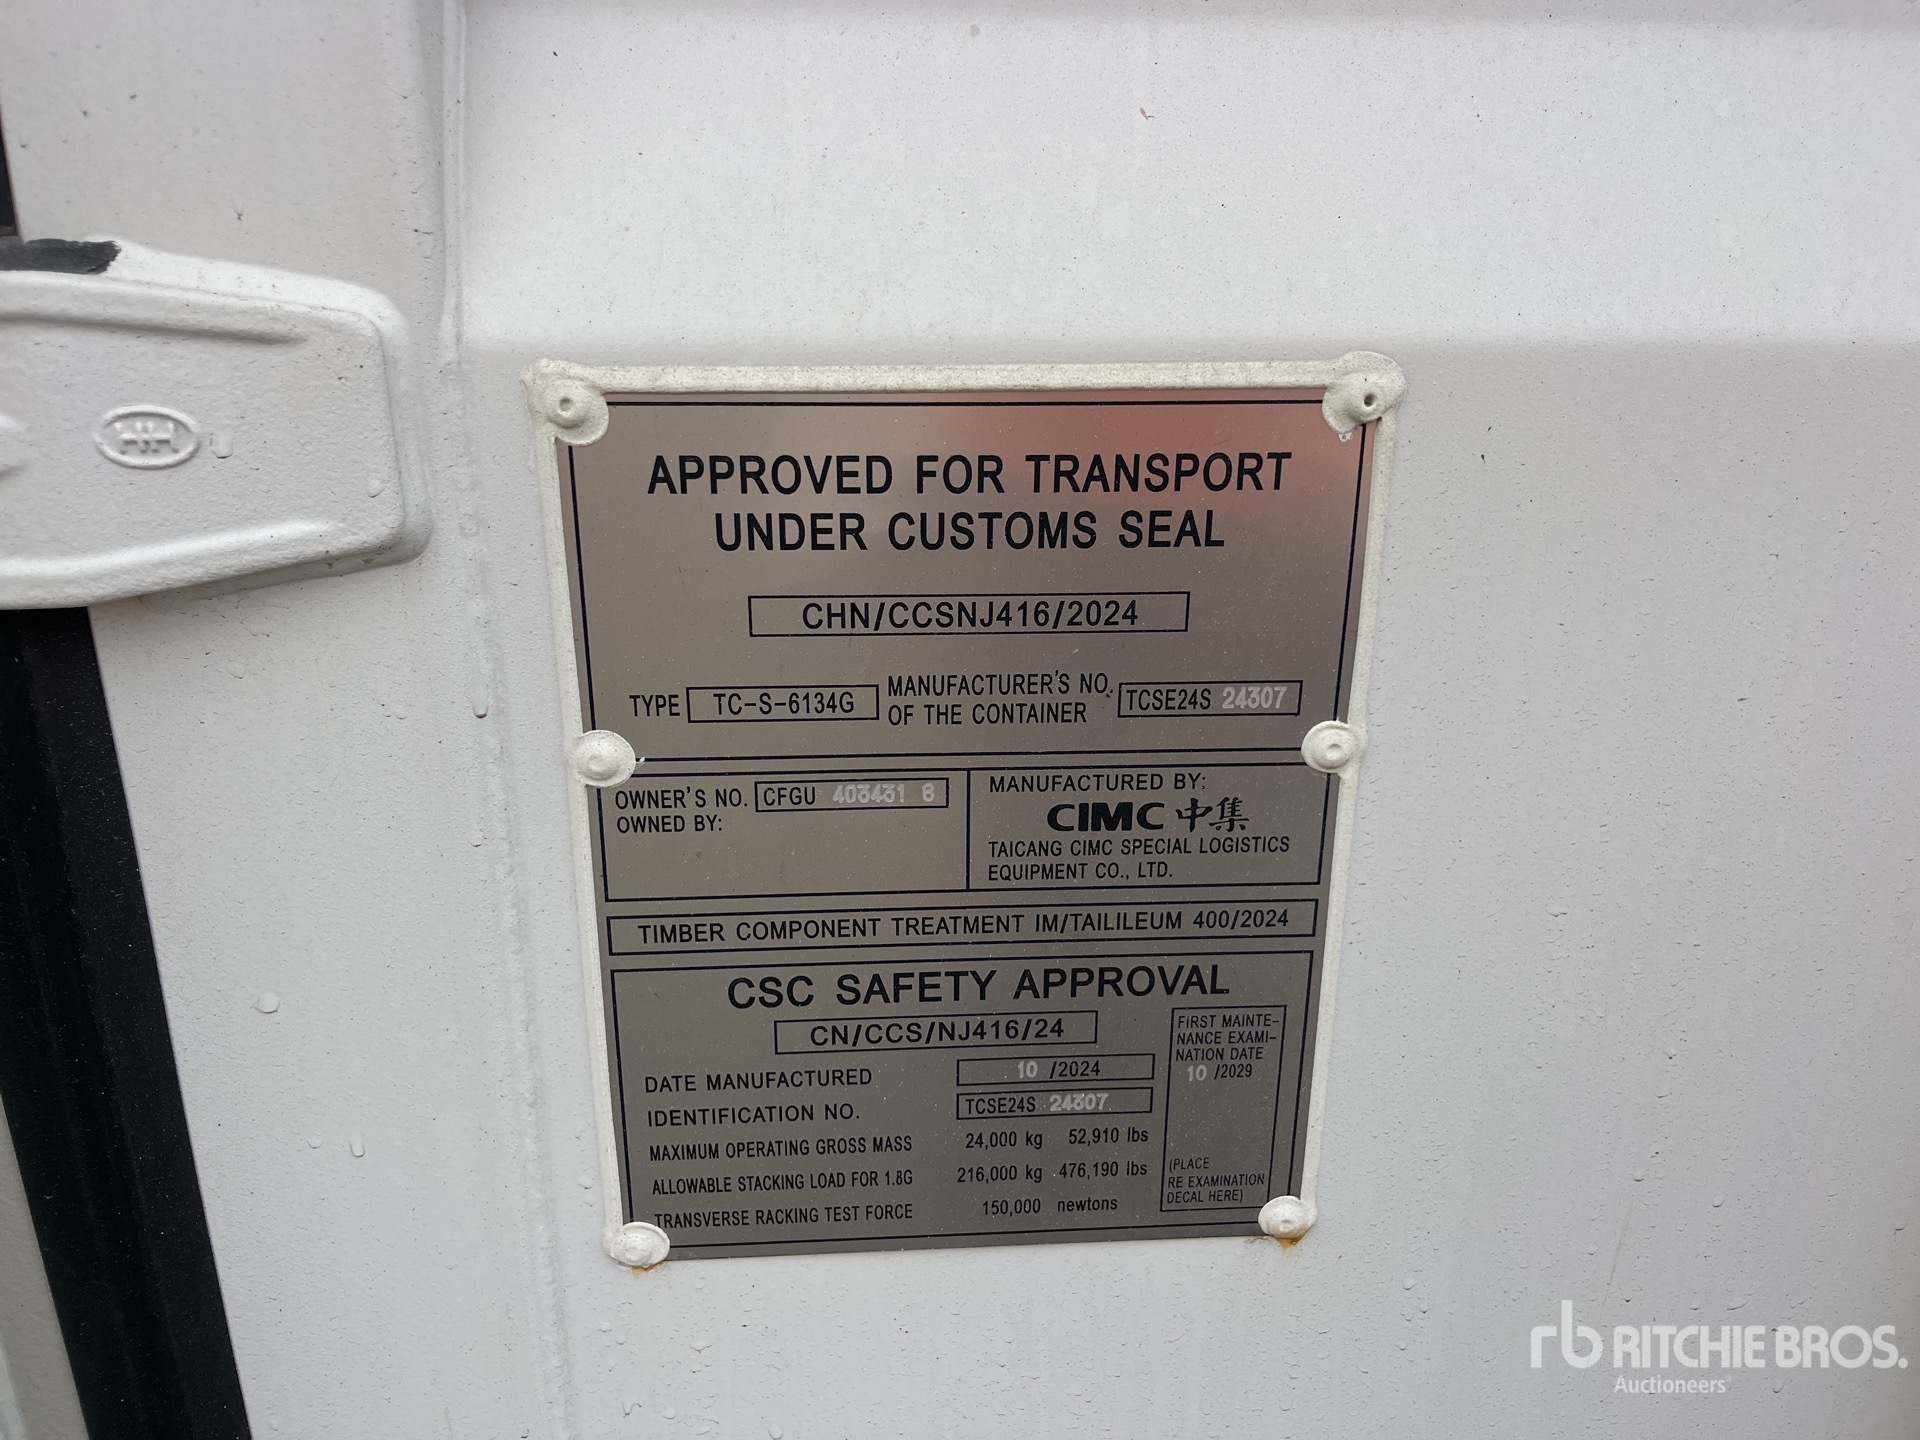 APPROVED FOR TRANSPORT
UNDER CUSTOMS SEAL
CHN/CCSNJ416/2024
TYPE TC-S-6134G MANUFACTURER'S NO. OF THE CONTAINER TCSE24S 24307
OWNER'S NO. CFGU 403431 8
OWNED BY:
MANUFACTURED BY:
CIMC 中集
TAICANG CIMC SPECIAL LOGISTICS
EQUIPMENT CO., LTD.
TIMBER COMPONENT TREATMENT IM/TAILILEUM 400/2024
CSC SAFETY APPROVAL
CN/CCS/NJ416/24
DATE MANUFACTURED 10 /2024
IDENTIFICATION NO. TCSE24S 24307
MAXIMUM OPERATING GROSS MASS 24,000 kg 52,910 lbs
ALLOWABLE STACKING LOAD FOR 1.8G 216,000 kg 476,190 lbs
TRANSVERSE RACKING TEST FORCE 150,000 newtons
FIRST MAINTE-
NANCE EXAMI-
NATION DATE
10 /2029
(PLACE
RE EXAMINATION
DECAL HERE)
rb RITCHIE BROS.
Auctioneers